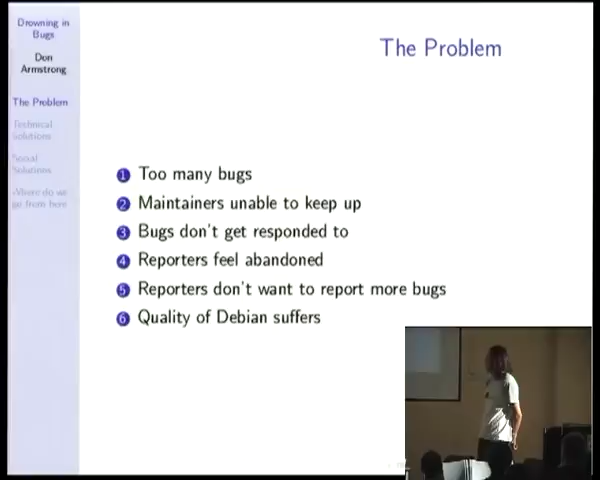 Drowning in
Bugs
Don
Armstrong
The Problem
Technical
Solutions
Social
Solutions
Where do we
go from here
The Problem
1 Too many bugs
2 Maintainers unable to keep up
3 Bugs don't get responded to
4 Reporters feel abandoned
5 Reporters don't want to report more bugs
6 Quality of Debian suffers